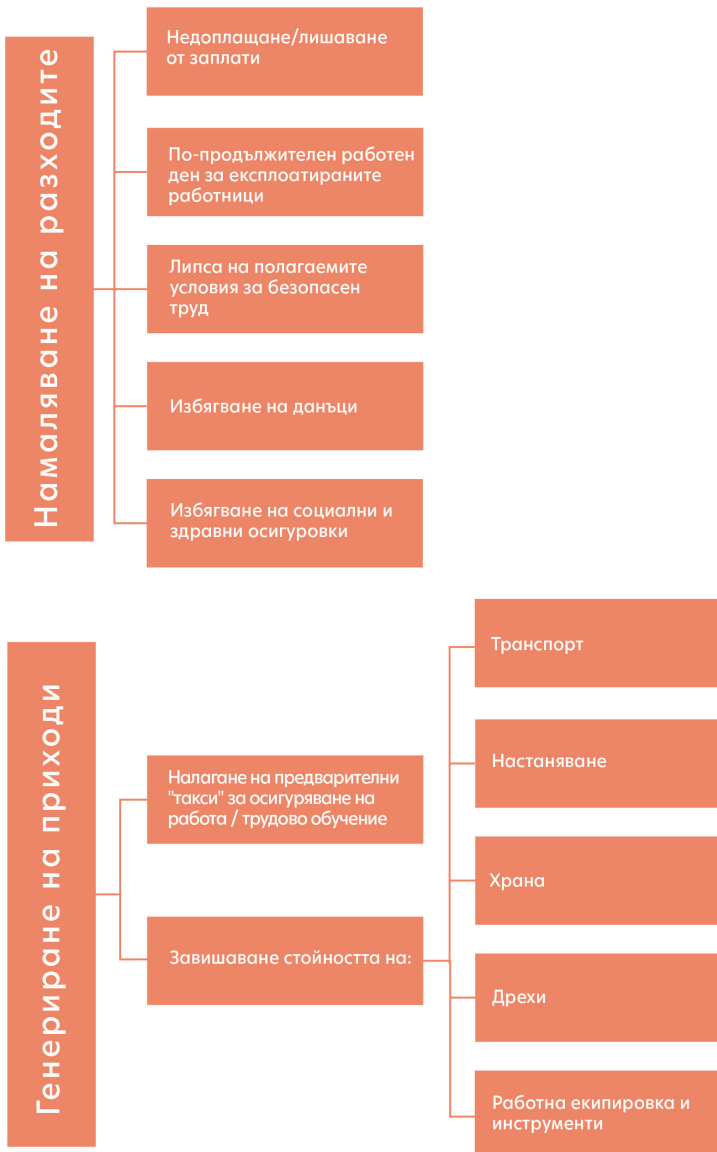 Намаляване на разходите
Недоплащане/лишаване
от заплати
По-продължителен работен
ден за експлоатираните
работници
Липса на полагаемите
условия за безопасен
труд
Избягване на данъци
Избягване на социални и
здравни осигуровки
Генериране на приходи
Налагане на предварителни
"такси" за осигуряване на
работа / трудово обучение
Завишаване стойността на:
Транспорт
Настаняване
Храна
Дрехи
Работна екипировка и
инструменти